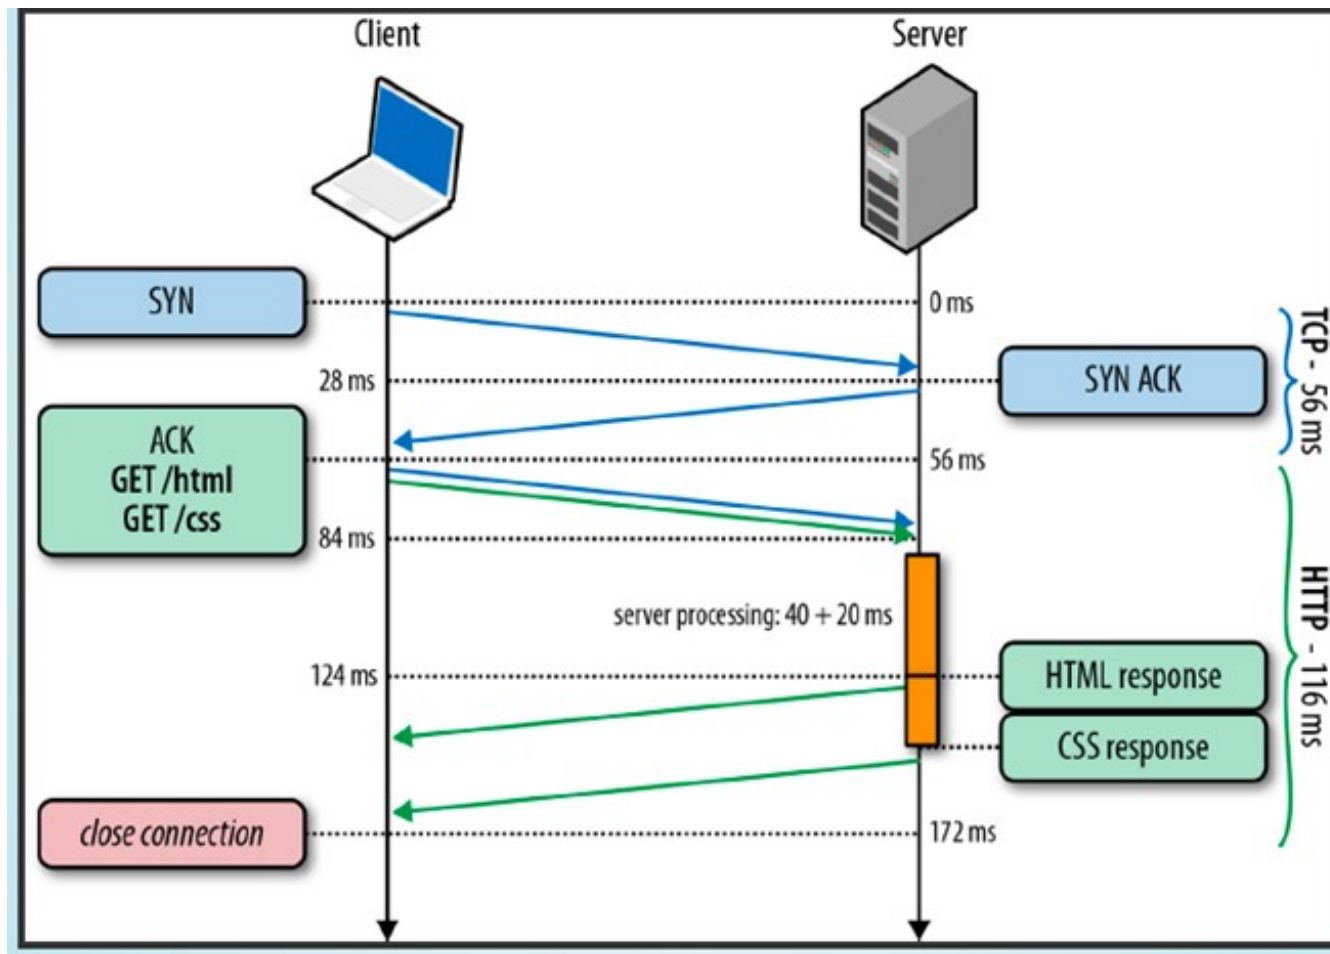 Client
Server
SYN
0 ms
TCP - 56 ms
28 ms
SYN ACK
ACK
GET /html
GET /css
56 ms
84 ms
HTTP - 116 ms
server processing: 40 + 20 ms
124 ms
HTML response
CSS response
close connection
172 ms